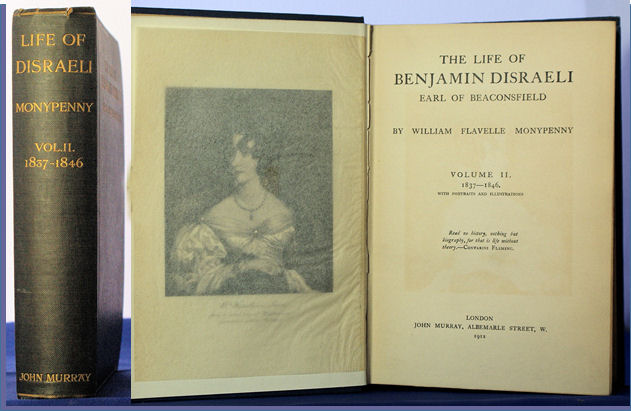 LIFE OF
DISRAELI
MONYPENNY
VOL. II.
1837-1846
JOHN MURRAY
THE LIFE OF
BENJAMIN DISRAELI
EARL OF BEACONSFIELD
BY WILLIAM FLAVELLE MONYPENNY
VOLUME II.
1837—1846.
WITH PORTRAITS AND ILLUSTRATIONS
Read no history, nothing but
biography, for that is life without
theory.—CONTARINI FLEMING.
LONDON
JOHN MURRAY, ALBEMARLE STREET, W.
1912